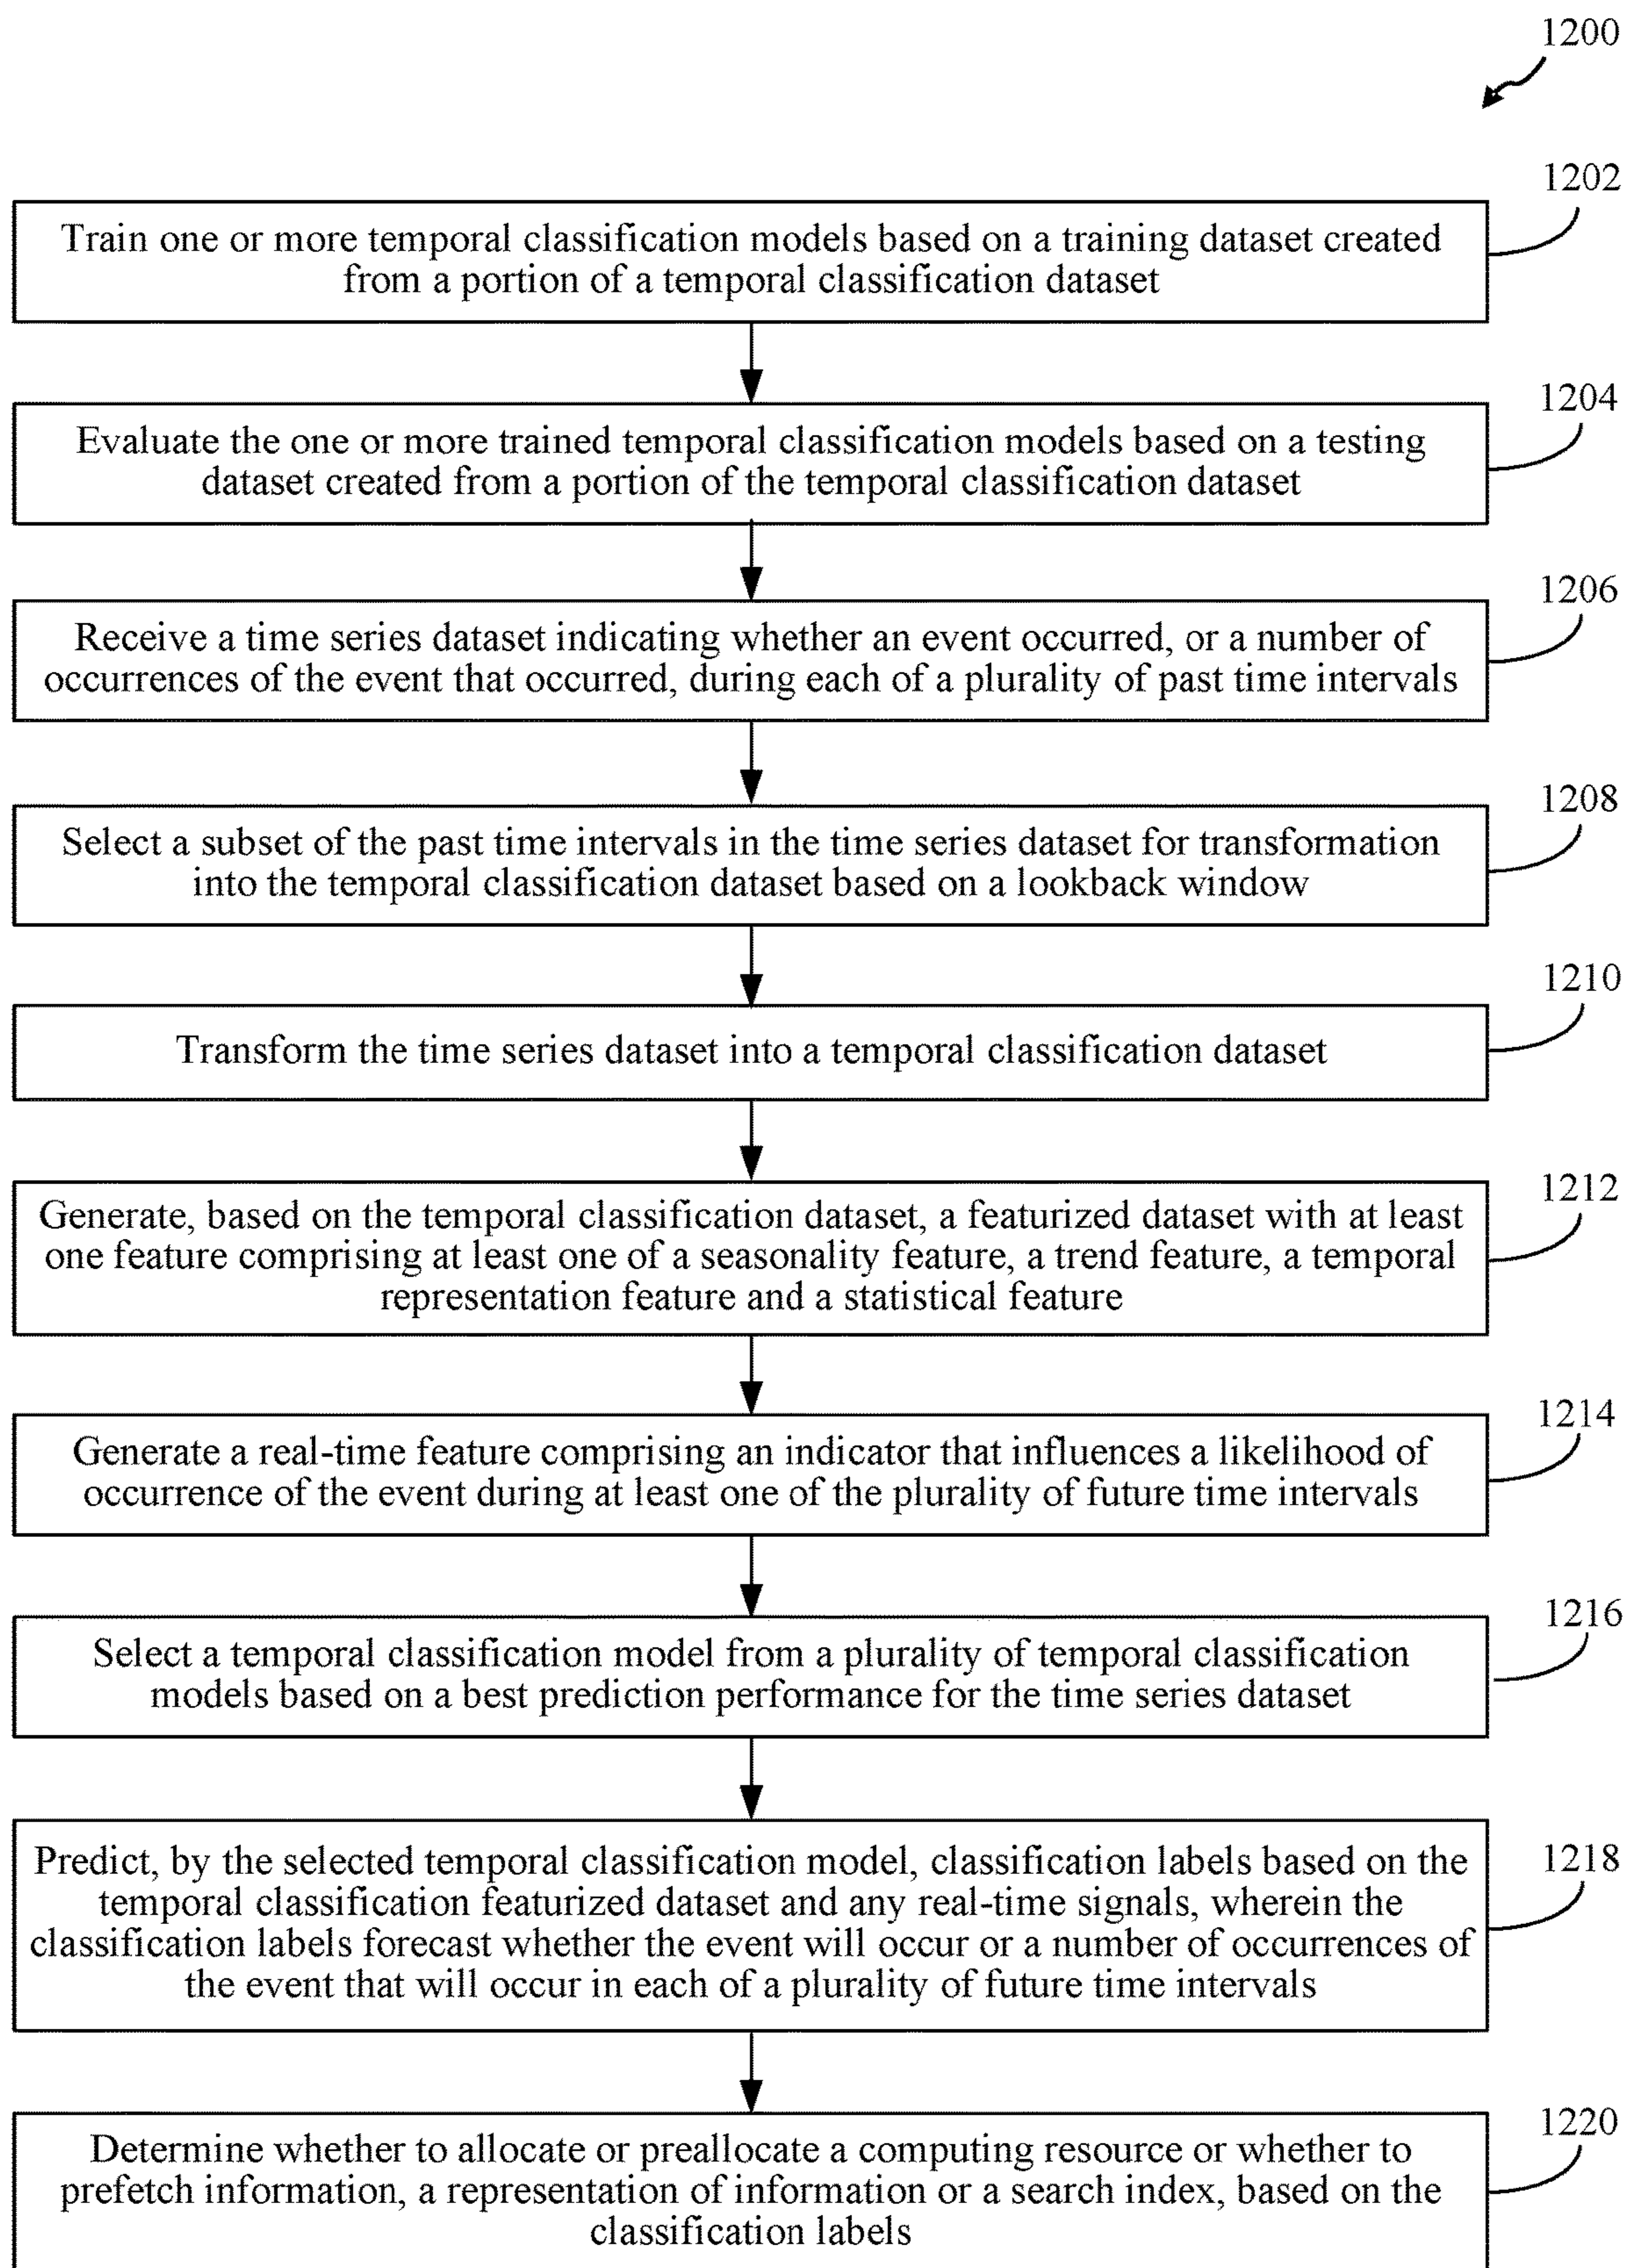 1200
1202
Train one or more temporal classification models based on a training dataset created
from a portion of a temporal classification dataset
1204
Evaluate the one or more trained temporal classification models based on a testing
dataset created from a portion of the temporal classification dataset
1206
Receive a time series dataset indicating whether an event occurred, or a number of
occurrences of the event that occurred, during each of a plurality of past time intervals
1208
Select a subset of the past time intervals in the time series dataset for transformation
into the temporal classification dataset based on a lookback window
1210
Transform the time series dataset into a temporal classification dataset
1212
Generate, based on the temporal classification dataset, a featurized dataset with at least
one feature comprising at least one of a seasonality feature, a trend feature, a temporal
representation feature and a statistical feature
1214
Generate a real-time feature comprising an indicator that influences a likelihood of
occurrence of the event during at least one of the plurality of future time intervals
1216
Select a temporal classification model from a plurality of temporal classification
models based on a best prediction performance for the time series dataset
1218
Predict, by the selected temporal classification model, classification labels based on the
temporal classification featurized dataset and any real-time signals, wherein the
classification labels forecast whether the event will occur or a number of occurrences of
the event that will occur in each of a plurality of future time intervals
1220
Determine whether to allocate or preallocate a computing resource or whether to
prefetch information, a representation of information or a search index, based on the
classification labels